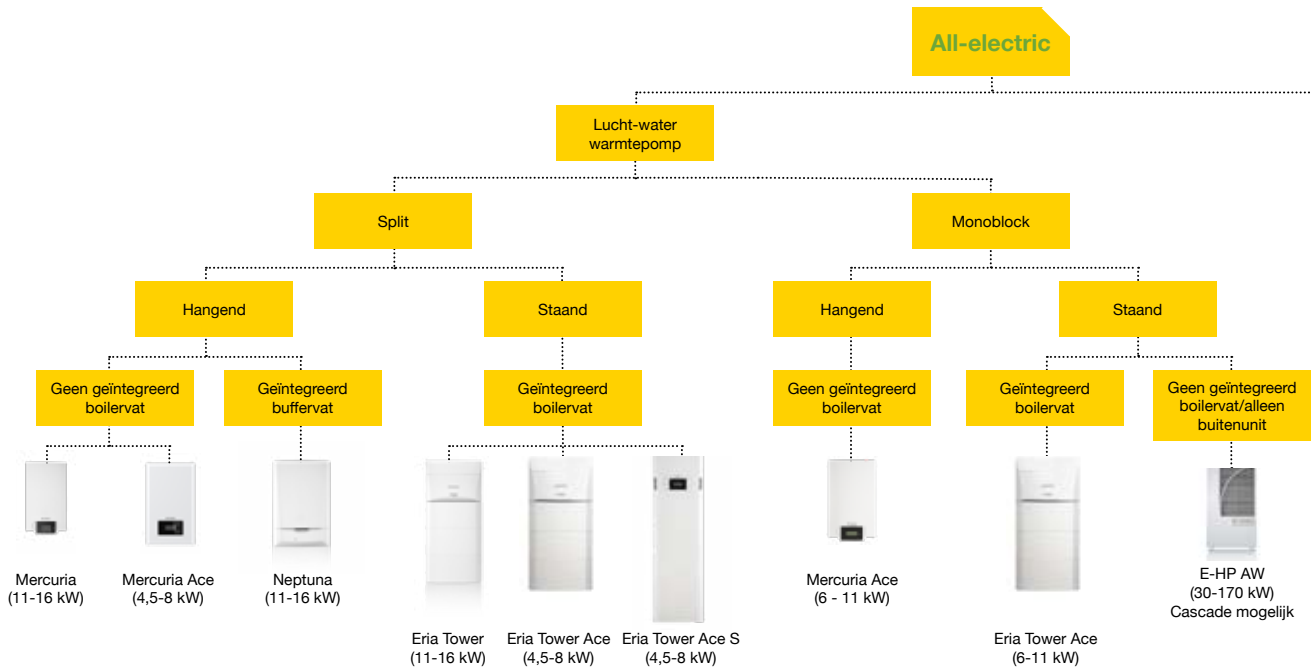 All-electric
Lucht-water
warmtepomp
Split
Monoblock
Hangend
Staand
Hangend
Staand
Geen geïntegreerd
boilervat
Geïntegreerd
buffervat
Geïntegreerd
boilervat
Geen geïntegreerd
boilervat
Geïntegreerd
boilervat
Geen geïntegreerd
boilervat/alleen
buitenunit
Mercuria
(11-16 kW)
Mercuria Ace
(4,5-8 kW)
Neptuna
(11-16 kW)
Eria Tower
(11-16 kW)
Eria Tower Ace
(4,5-8 kW)
Eria Tower Ace S
(4,5-8 kW)
Mercuria Ace
(6 - 11 kW)
Eria Tower Ace
(6-11 kW)
E-HP AW
(30-170 kW)
Cascade mogelijk